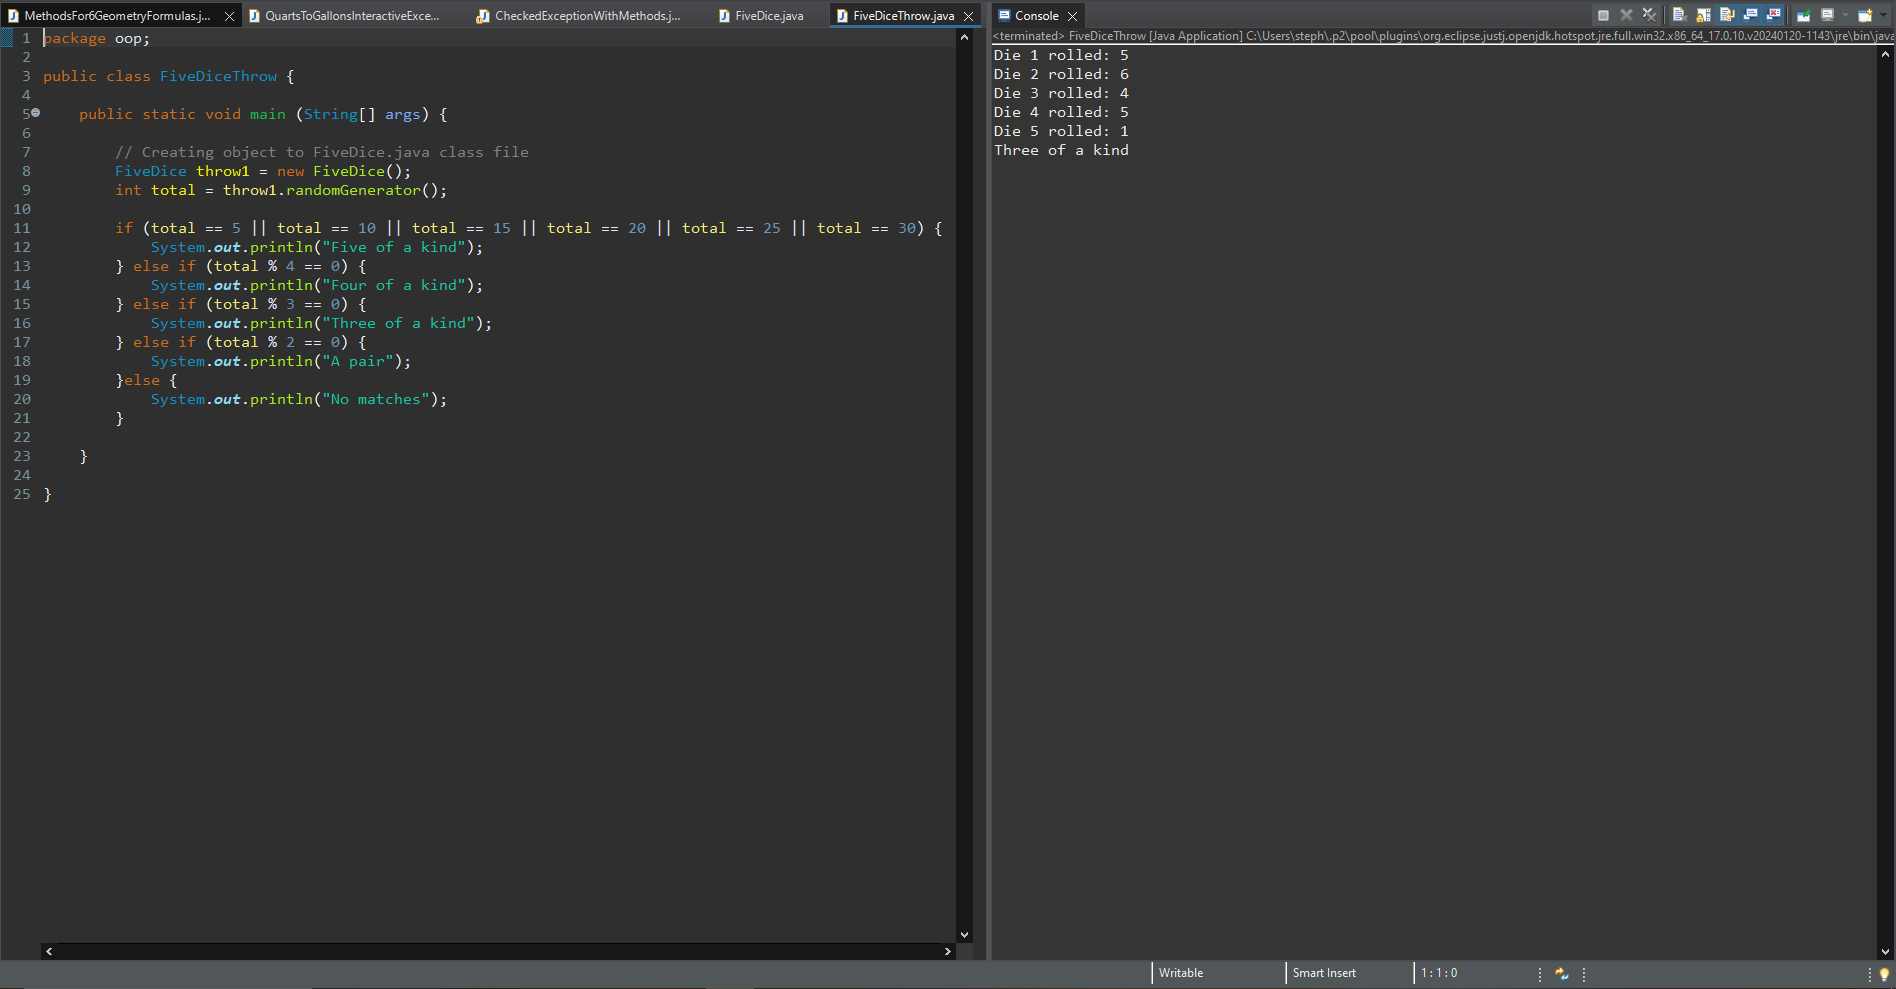 MethodsFor6GeometryFormulas.j...
QuartsToGallonsInteractiveExce...
CheckedExceptionWithMethods.j...
FiveDice.java
FiveDiceThrow.java
1 package oop;
2
3 public class FiveDiceThrow {
4
5     public static void main (String[] args) {
6
7         // Creating object to FiveDice.java class file
8         FiveDice throw1 = new FiveDice();
9         int total = throw1.randomGenerator();
10
11         if (total == 5 || total == 10 || total == 15 || total == 20 || total == 25 || total == 30) {
12             System.out.println("Five of a kind");
13         } else if (total % 4 == 0) {
14             System.out.println("Four of a kind");
15         } else if (total % 3 == 0) {
16             System.out.println("Three of a kind");
17         } else if (total % 2 == 0) {
18             System.out.println("A pair");
19         }else {
20             System.out.println("No matches");
21         }
22
23     }
24
25 }
Console
<terminated> FiveDiceThrow [Java Application] C:\Users\steph\.p2\pool\plugins\org.eclipse.justj.openjdk.hotspot.jre.full.win32.x86_64_17.0.10.v20240120-1143\jre\bin\java
Die 1 rolled: 5
Die 2 rolled: 6
Die 3 rolled: 4
Die 4 rolled: 5
Die 5 rolled: 1
Three of a kind
Writable
Smart Insert
1 : 1 : 0